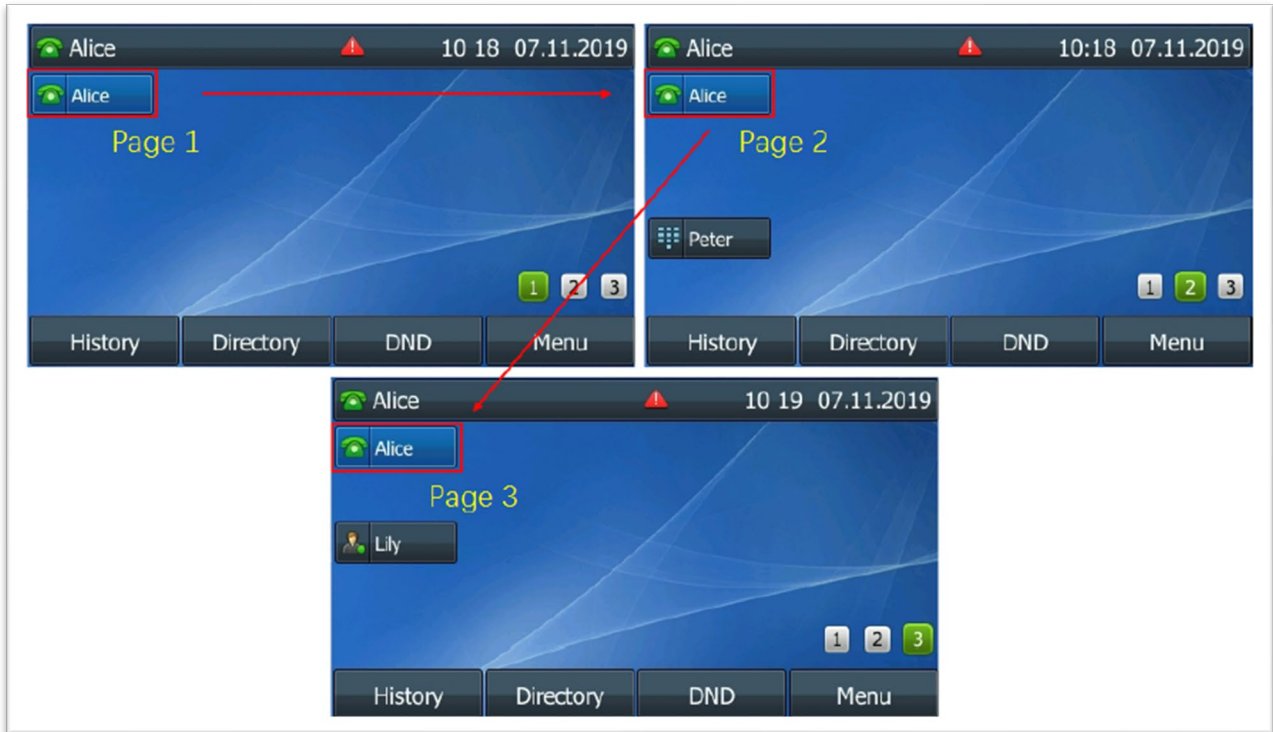 Alice 10 18 07.11.2019
Alice
Page 1
1 2 3
History Directory DND Menu
Alice 10:18 07.11.2019
Alice
Page 2
Peter
1 2 3
History Directory DND Menu
Alice 10 19 07.11.2019
Alice
Page 3
Lily
1 2 3
History Directory DND Menu